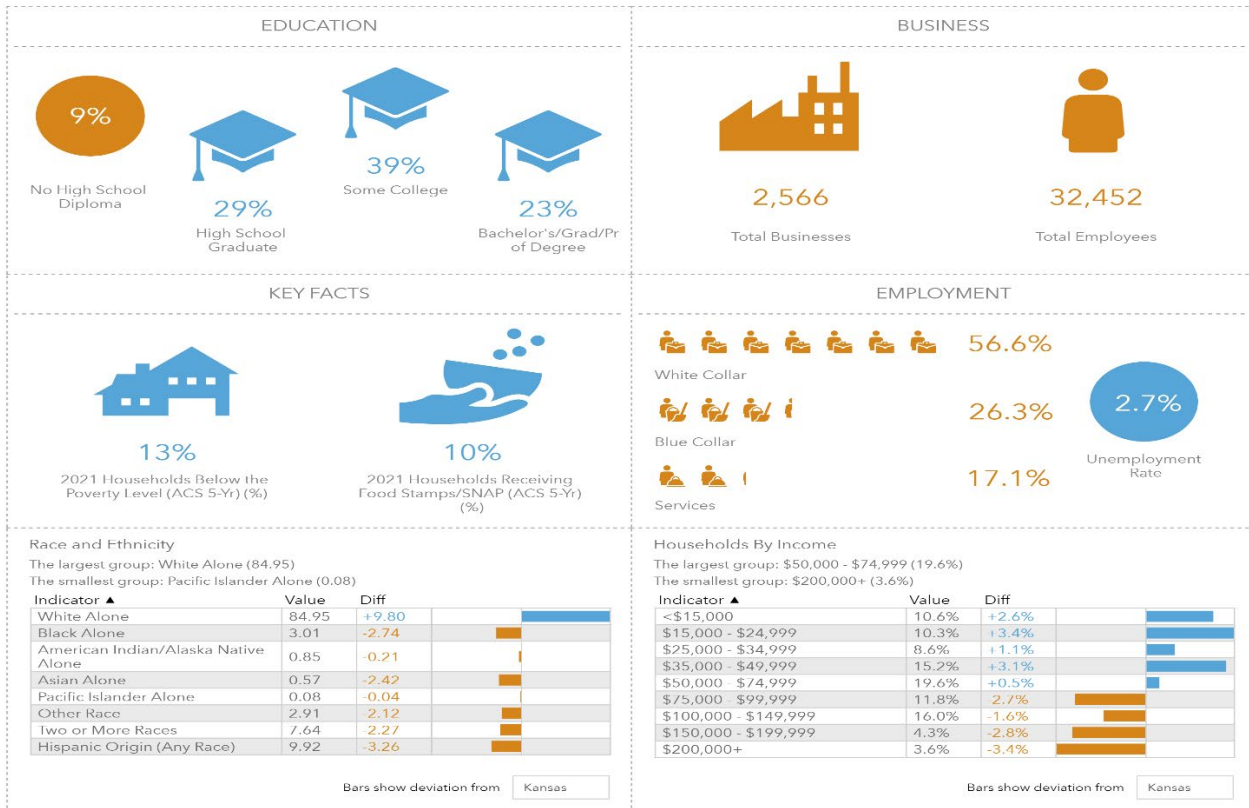 EDUCATION
9%
No High School
Diploma
29%
High School
Graduate
39%
Some College
23%
Bachelor's/Grad/Pr
of Degree
BUSINESS
2,566
Total Businesses
32,452
Total Employees
KEY FACTS
13%
2021 Households Below the
Poverty Level (ACS 5-Yr) (%)
10%
2021 Households Receiving
Food Stamps/SNAP (ACS 5-Yr)
(%)
EMPLOYMENT
56.6%
White Collar
26.3%
Blue Collar
17.1%
Services
2.7%
Unemployment
Rate
Race and Ethnicity
The largest group: White Alone (84.95)
The smallest group: Pacific Islander Alone (0.08)
Indicator ▲ Value Diff
White Alone 84.95 +9.80
Black Alone 3.01 -2.74
American Indian/Alaska Native
Alone 0.85 -0.21
Asian Alone 0.57 -2.42
Pacific Islander Alone 0.08 -0.04
Other Race 2.91 -2.12
Two or More Races 7.64 -2.27
Hispanic Origin (Any Race) 9.92 -3.26
Bars show deviation from Kansas
Households By Income
The largest group: $50,000 - $74,999 (19.6%)
The smallest group: $200,000+ (3.6%)
Indicator ▲ Value Diff
<$15,000 10.6% +2.6%
$15,000 - $24,999 10.3% +3.4%
$25,000 - $34,999 8.6% +1.1%
$35,000 - $49,999 15.2% +3.1%
$50,000 - $74,999 19.6% +0.5%
$75,000 - $99,999 11.8% -2.7%
$100,000 - $149,999 16.0% -1.6%
$150,000 - $199,999 4.3% -2.8%
$200,000+ 3.6% -3.4%
Bars show deviation from Kansas